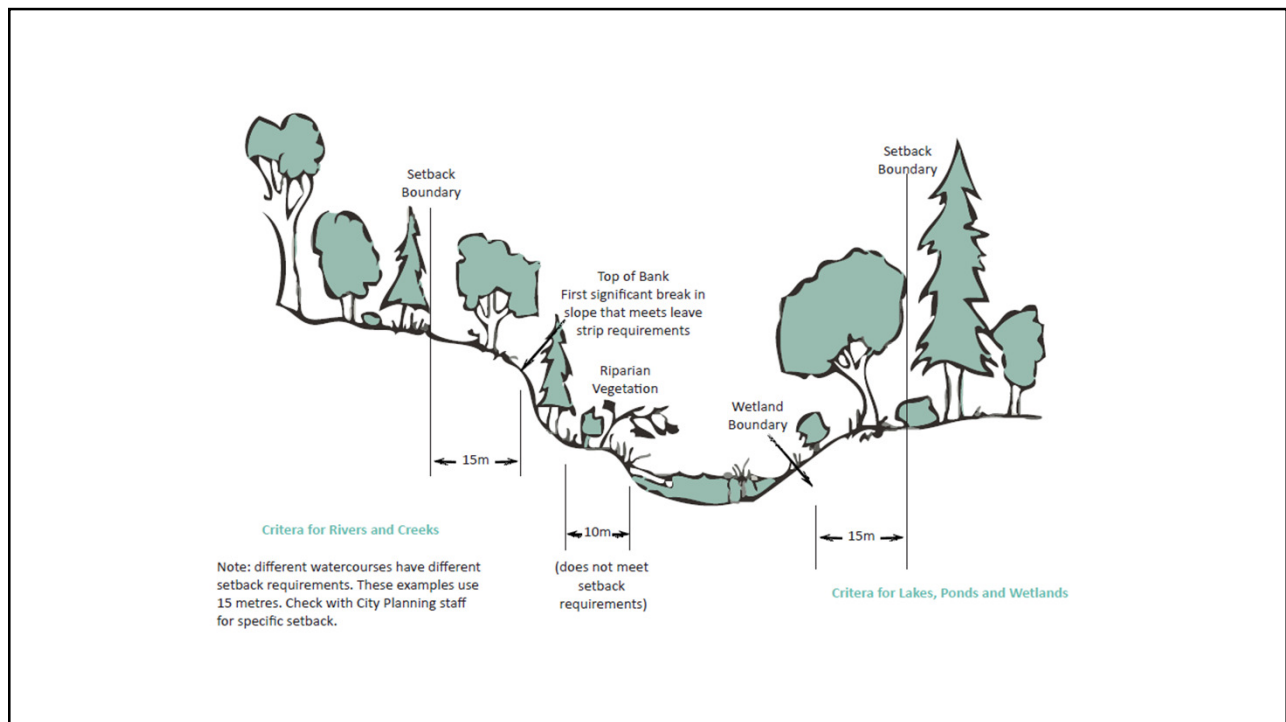 Setback
Boundary
Setback
Boundary
Top of Bank
First significant break in
slope that meets leave
strip requirements
Riparian
Vegetation
Wetland
Boundary
15m
10m
15m
(does not meet
setback
requirements)
Critera for Rivers and Creeks
Note: different watercourses have different
setback requirements. These examples use
15 metres. Check with City Planning staff
for specific setback.
Critera for Lakes, Ponds and Wetlands